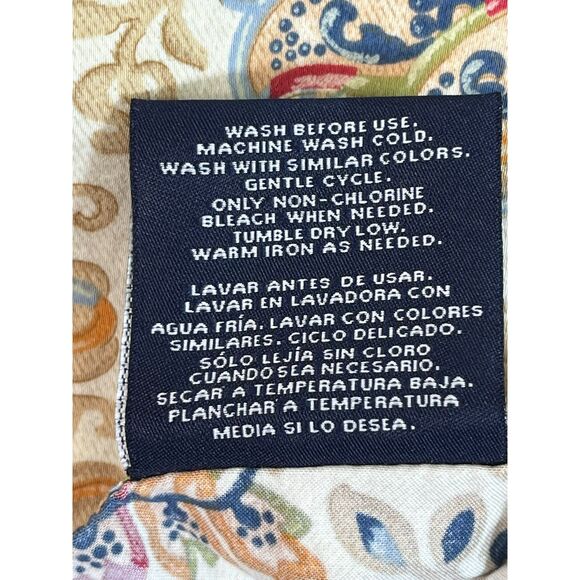 WASH BEFORE USE.
MACHINE WASH COLD.
WASH WITH SIMILAR COLORS.
GENTLE CYCLE.
ONLY NON-CHLORINE
BLEACH WHEN NEEDED.
TUMBLE DRY LOW.
WARM IRON AS NEEDED.
LAVAR ANTES DE USAR.
LAVAR EN LAVADORA CON
AGUA FRÍA. LAVAR CON COLORES
SIMILARES. CICLO DELICADO.
SÓLO LEJÍA SIN CLORO
CUANDO SEA NECESARIO.
SECAR A TEMPERATURA BAJA.
PLANCHAR A TEMPERATURA
MEDIA SI LO DESEA.